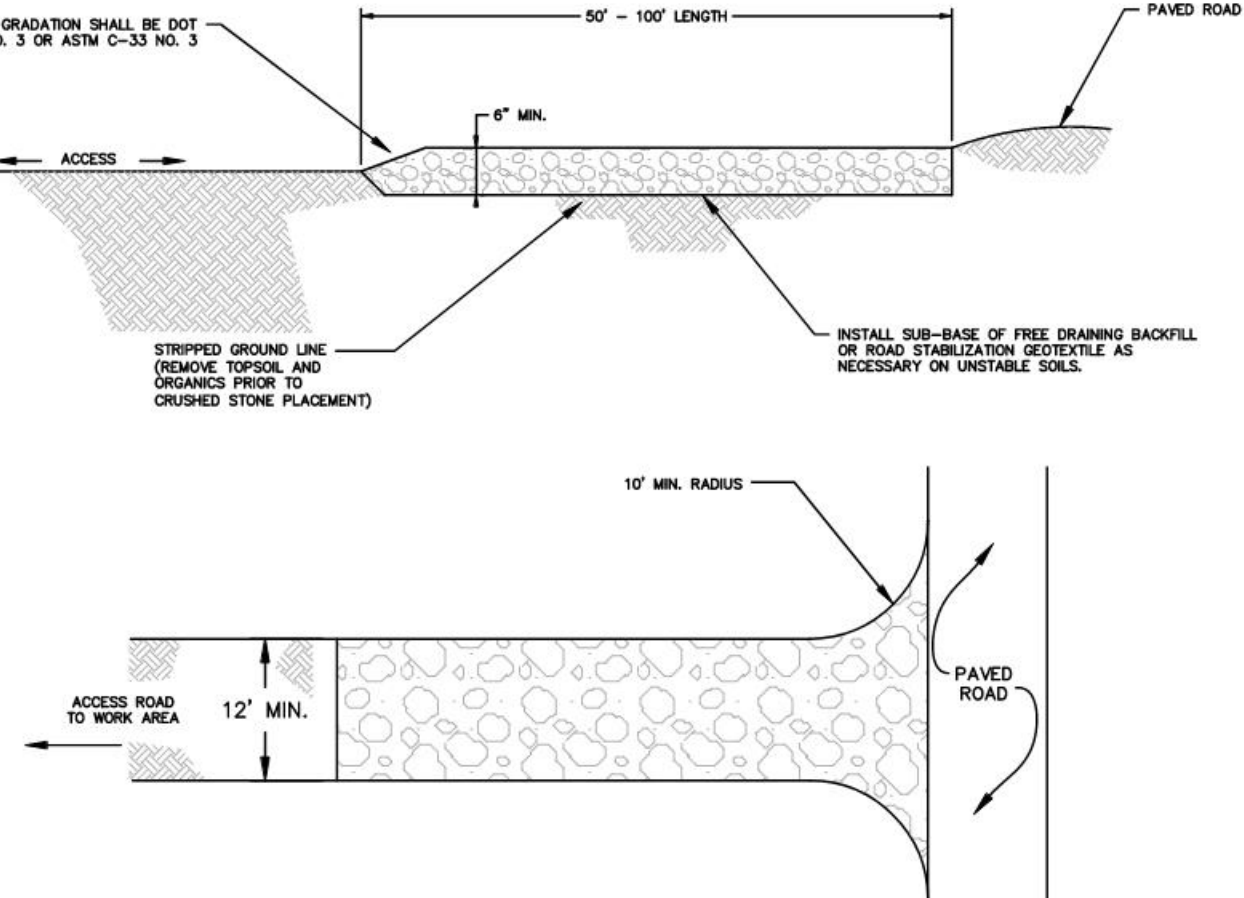 GRADATION SHALL BE DOT
. 3 OR ASTM C-33 NO. 3
50' - 100' LENGTH
PAVED ROAD
6" MIN.
ACCESS
STRIPPED GROUND LINE
(REMOVE TOPSOIL AND
ORGANICS PRIOR TO
CRUSHED STONE PLACEMENT)
INSTALL SUB-BASE OF FREE DRAINING BACKFILL
OR ROAD STABILIZATION GEOTEXTILE AS
NECESSARY ON UNSTABLE SOILS.
10' MIN. RADIUS
ACCESS ROAD
TO WORK AREA
12' MIN.
PAVED
ROAD